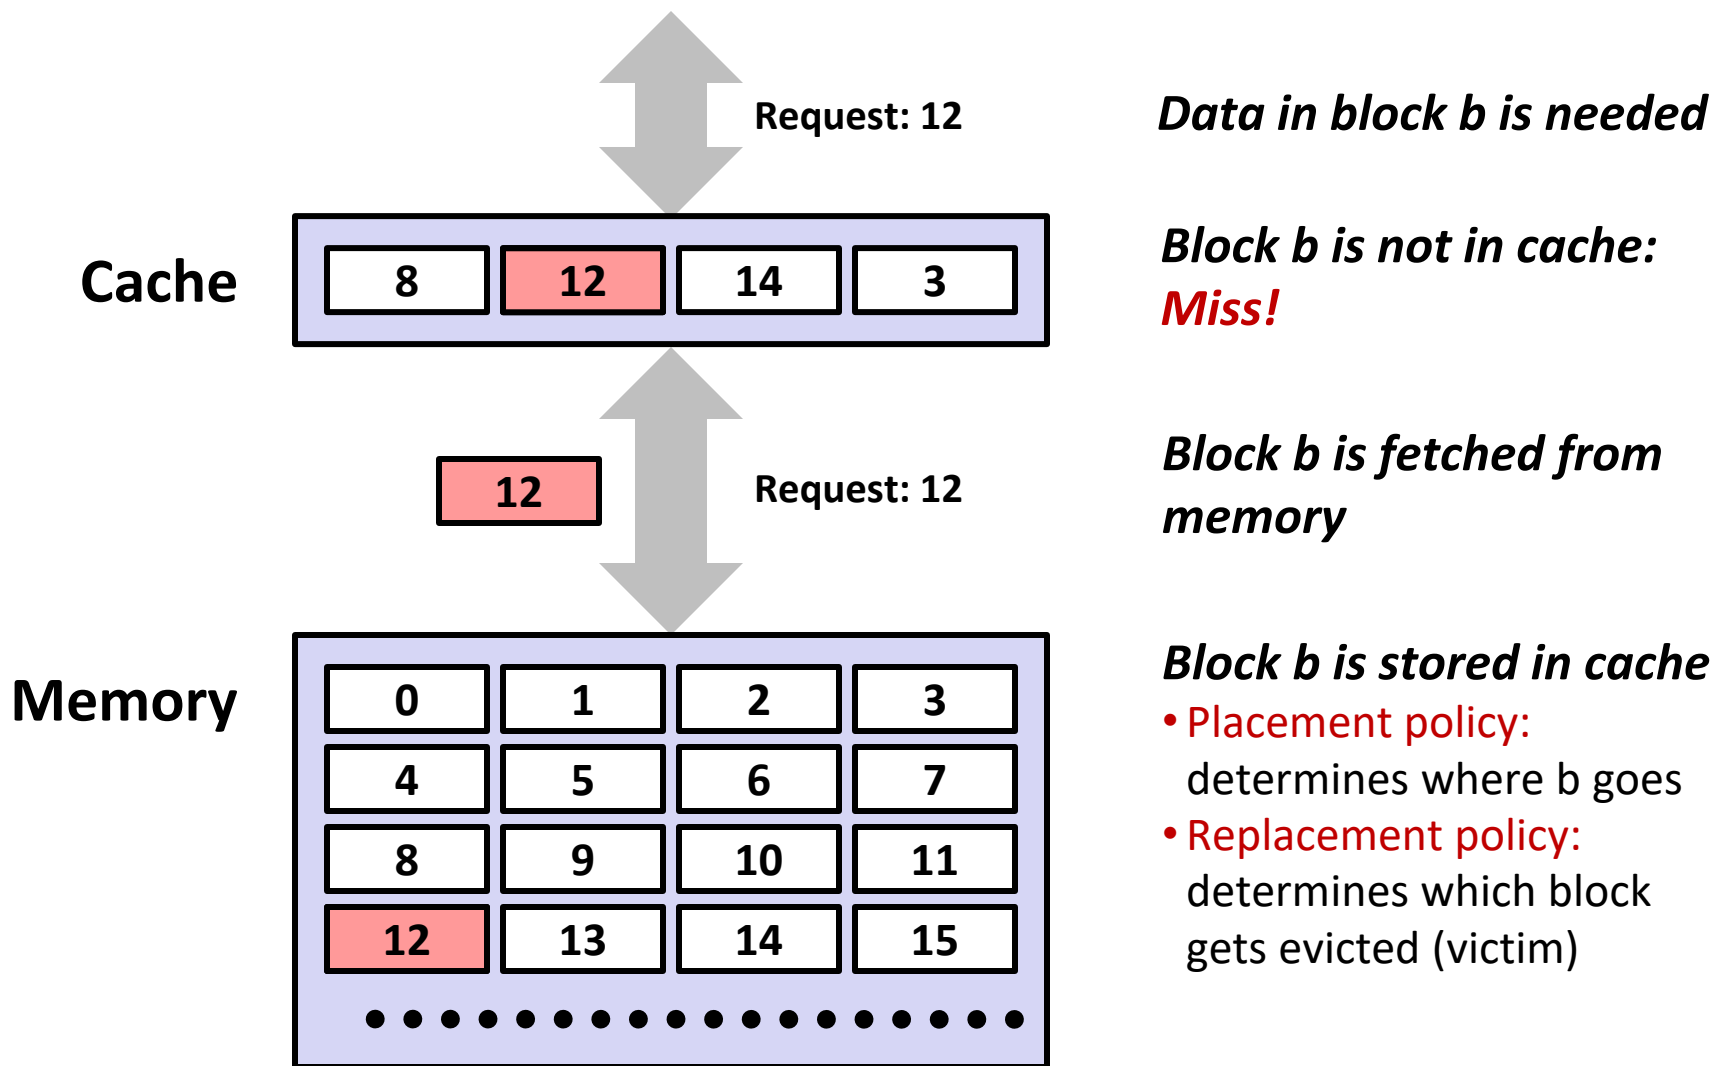 Request: 12
Data in block b is needed
Cache
8 12 14 3
Block b is not in cache:
Miss!
12
Request: 12
Block b is fetched from
memory
Memory
0 1 2 3
4 5 6 7
8 9 10 11
12 13 14 15
Block b is stored in cache
• Placement policy:
determines where b goes
• Replacement policy:
determines which block
gets evicted (victim)